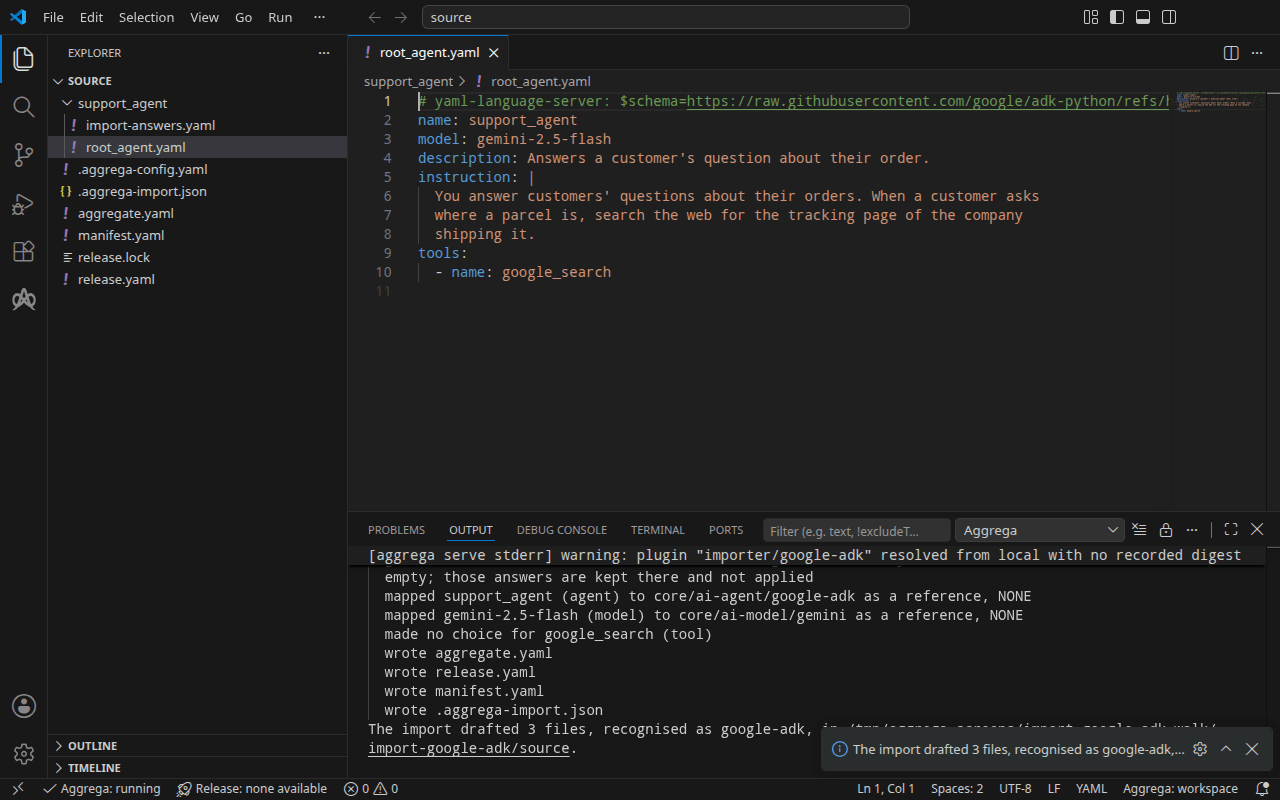 File Edit Selection View Go Run ···
source
EXPLORER
SOURCE
support_agent
import-answers.yaml
root_agent.yaml
.aggrega-config.yaml
.aggrega-import.json
aggregate.yaml
manifest.yaml
release.lock
release.yaml
OUTLINE
TIMELINE
root_agent.yaml
support_agent > root_agent.yaml
1 # yaml-language-server: $schema=https://raw.githubusercontent.com/google/adk-python/refs/h
2 name: support_agent
3 model: gemini-2.5-flash
4 description: Answers a customer's question about their order.
5 instruction: |
6 You answer customers' questions about their orders. When a customer asks
7 where a parcel is, search the web for the tracking page of the company
8 shipping it.
9 tools:
10 - name: google_search
11
PROBLEMS OUTPUT DEBUG CONSOLE TERMINAL PORTS Filter (e.g. text, !excludeT... Aggrega
[aggrega serve stderr] warning: plugin "importer/google-adk" resolved from local with no recorded digest
empty; those answers are kept there and not applied
mapped support_agent (agent) to core/ai-agent/google-adk as a reference, NONE
mapped gemini-2.5-flash (model) to core/ai-model/gemini as a reference, NONE
made no choice for google_search (tool)
wrote aggregate.yaml
wrote release.yaml
wrote manifest.yaml
wrote .aggrega-import.json
The import drafted 3 files, recognised as google-adk,
import-google-adk/source.
The import drafted 3 files, recognised as google-adk,...
Aggrega: running Release: none available 0 0 Ln 1, Col 1 Spaces: 2 UTF-8 LF YAML Aggrega: workspace